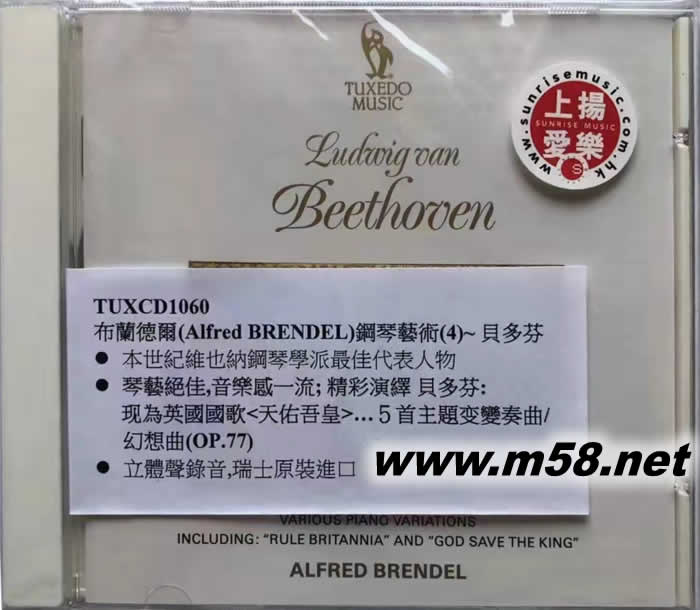 TUXEDO
MUSIC
Ludwig van
Beethoven
www.sunrisemusic.com.hk
上揚
SUNRISE MUSIC
愛樂
S
TUXCD1060
布蘭德爾(Alfred BRENDEL)鋼琴藝術(4)~ 貝多芬
● 本世紀維也納鋼琴學派最佳代表人物
● 琴藝絕佳,音樂感一流; 精彩演繹 貝多芬:
现为英國國歌<天佑吾皇>…５首主題变變奏曲/
幻想曲(OP.77)
● 立體聲錄音,瑞士原裝進口
www.m58.net
VARIOUS PIANO VARIATIONS
INCLUDING: “RULE BRITANNIA” AND “GOD SAVE THE KING”
ALFRED BRENDEL